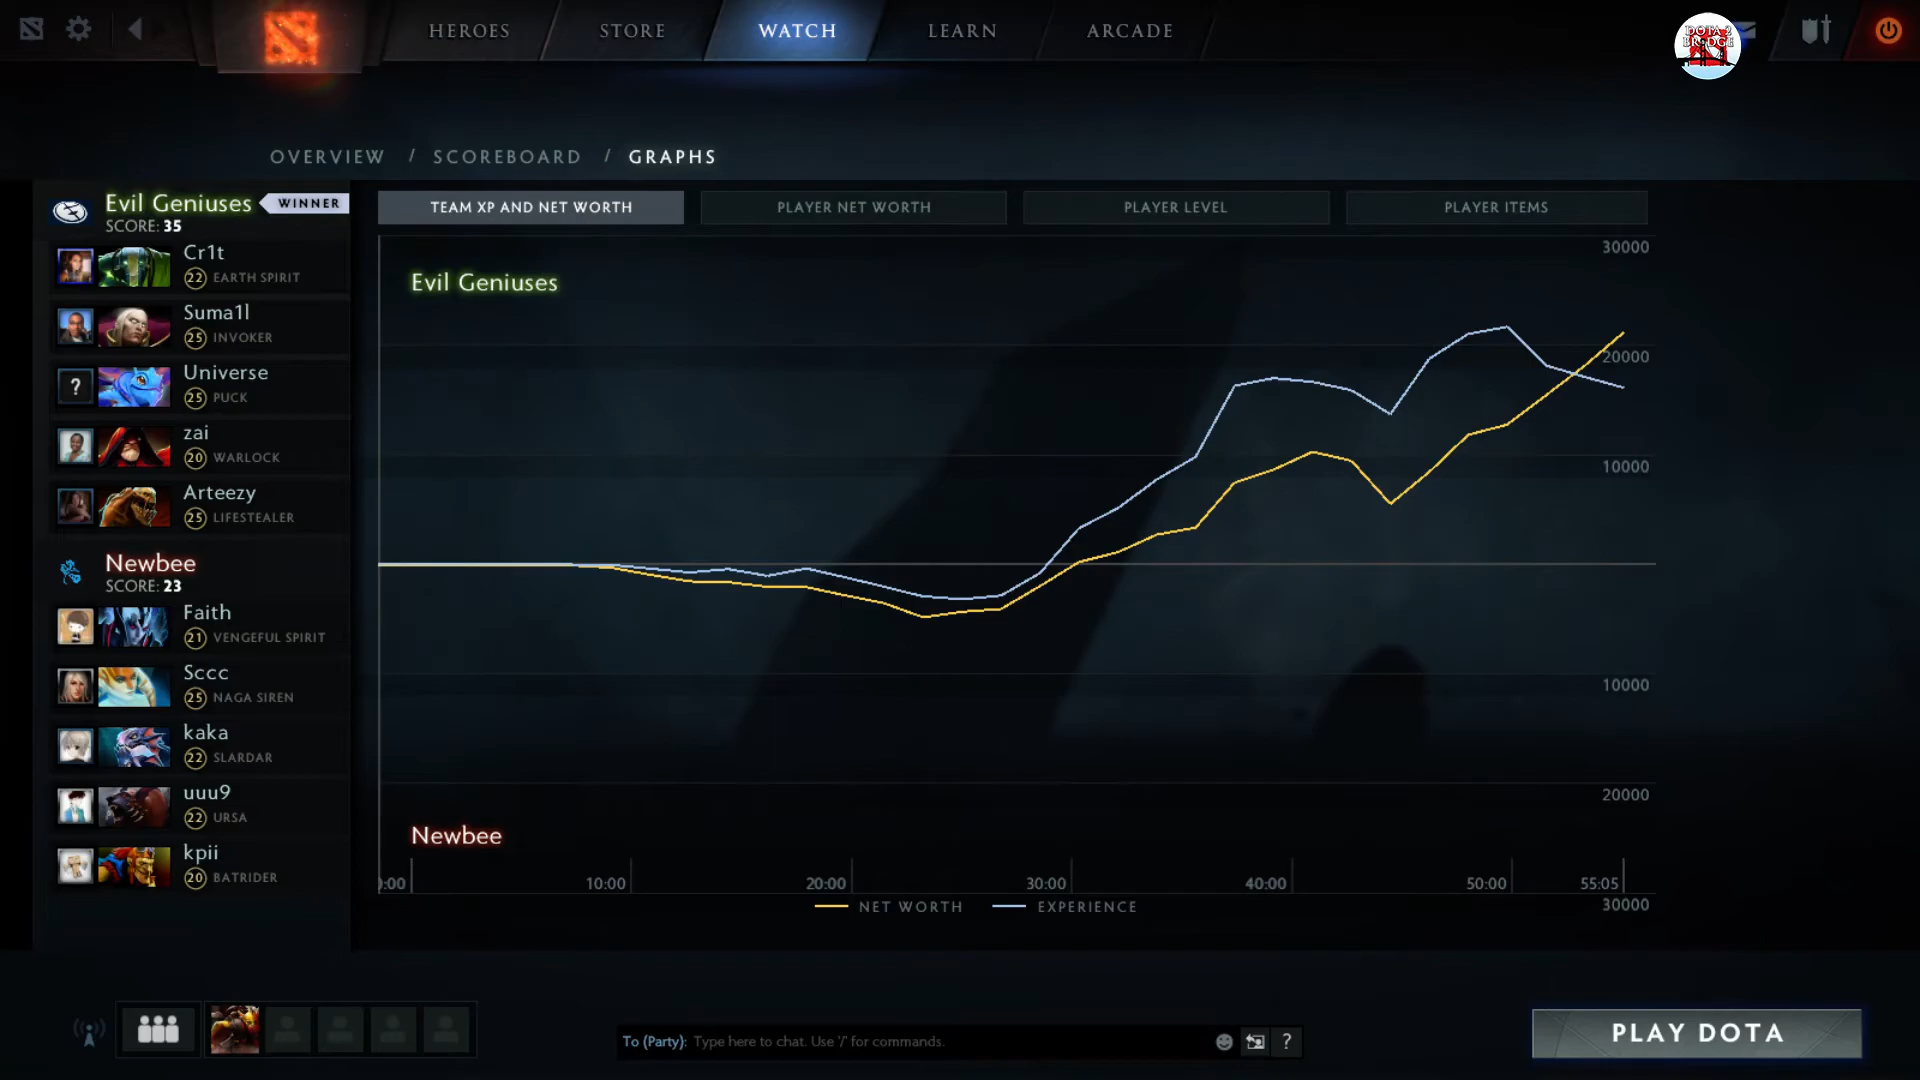 HEROES
STORE
WATCH
LEARN
ARCADE
DOTA 2
BRIDGE
OVERVIEW / SCOREBOARD / GRAPHS
Evil Geniuses WINNER
SCORE: 35
Cr1t
22 EARTH SPIRIT
Suma1l
25 INVOKER
? Universe
25 PUCK
zai
20 WARLOCK
Arteezy
25 LIFESTEALER
Newbee
SCORE: 23
Faith
21 VENGEFUL SPIRIT
Sccc
25 NAGA SIREN
kaka
22 SLARDAR
uuu9
22 URSA
kpii
20 BATRIDER
TEAM XP AND NET WORTH
PLAYER NET WORTH
PLAYER LEVEL
PLAYER ITEMS
30000
Evil Geniuses
20000
10000
10000
20000
Newbee
0:00 10:00 20:00 30:00 40:00 50:00 55:05
30000
NET WORTH EXPERIENCE
To (Party): Type here to chat. Use '/' for commands.
?
PLAY DOTA